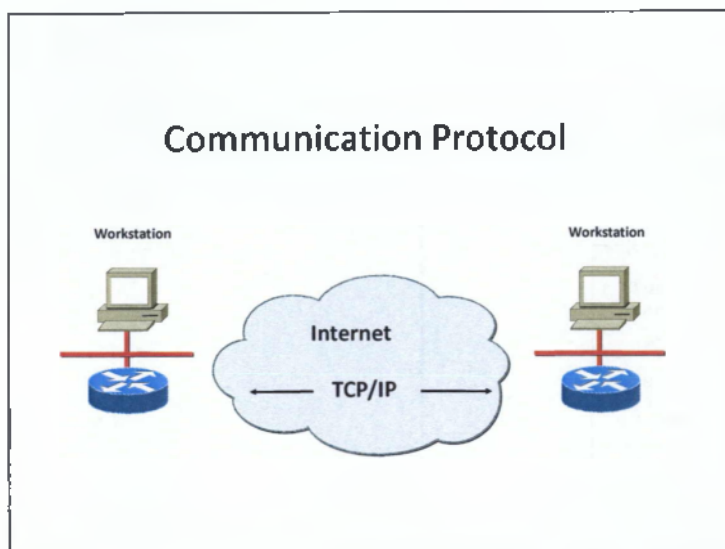 Communication Protocol
Workstation
Workstation
Internet
TCP/IP